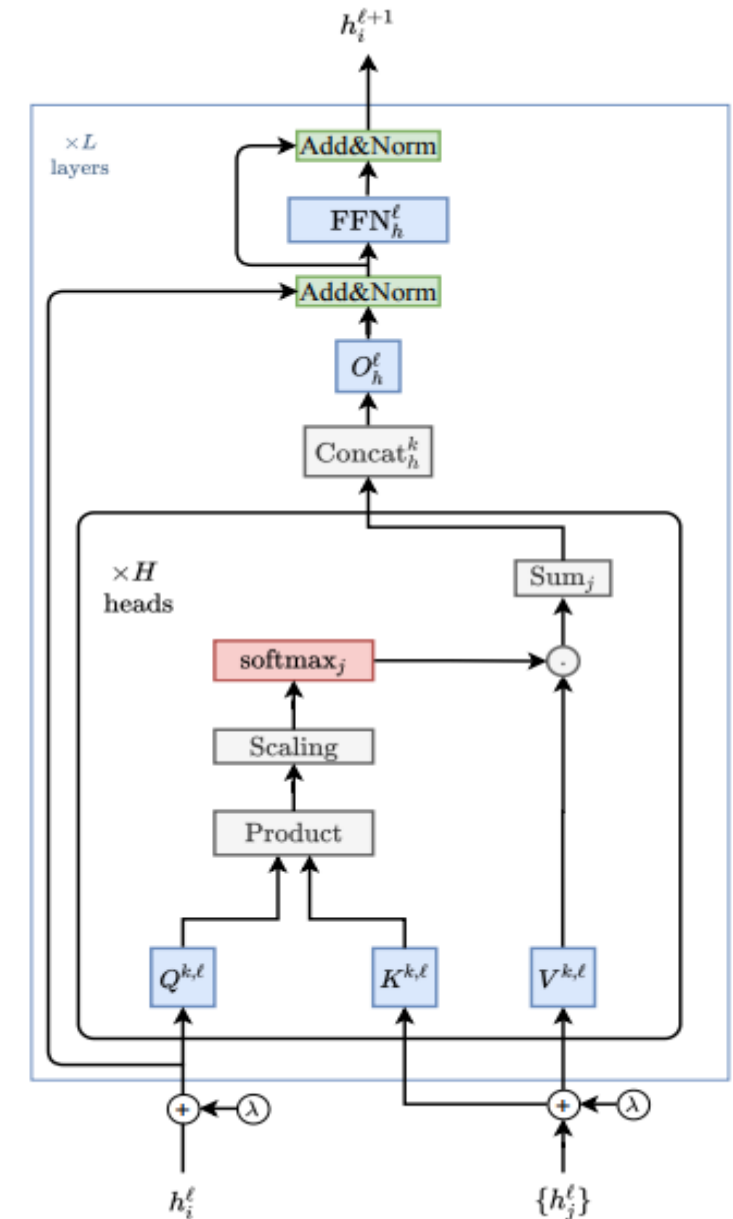 h_i^{ℓ+1}
×L
layers
Add&Norm
FFN_h^ℓ
Add&Norm
O_h^ℓ
Concat_h^k
×H
heads
Sum_j
softmax_j
·
Scaling
Product
Q^{k,ℓ}
K^{k,ℓ}
V^{k,ℓ}
+ λ
+ λ
h_i^ℓ
{h_j^ℓ}